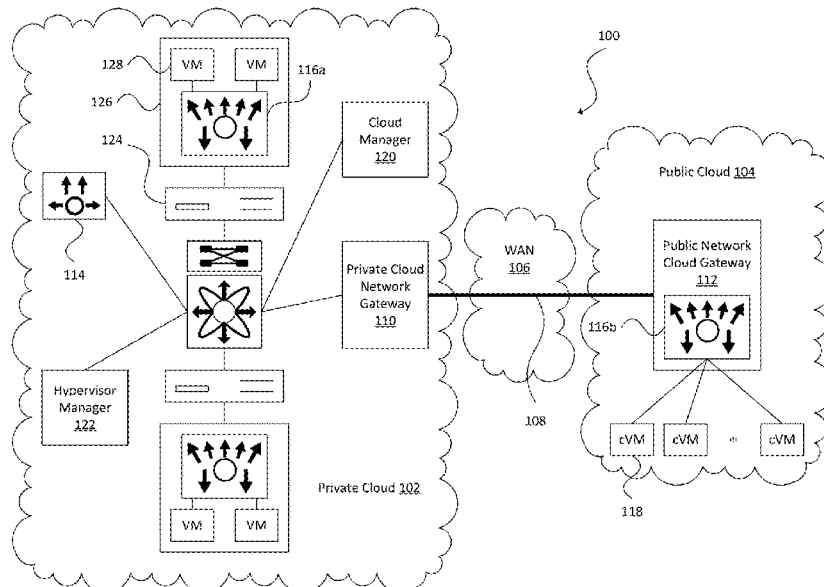 128
VM
VM
116a
100
126
124
Cloud Manager
120
Public Cloud 104
114
WAN
106
Public Network
Cloud Gateway
112
Private Cloud
Network
Gateway
110
116b
Hypervisor
Manager
122
108
cVM
cVM
cVM
Private Cloud 102
VM
VM
118